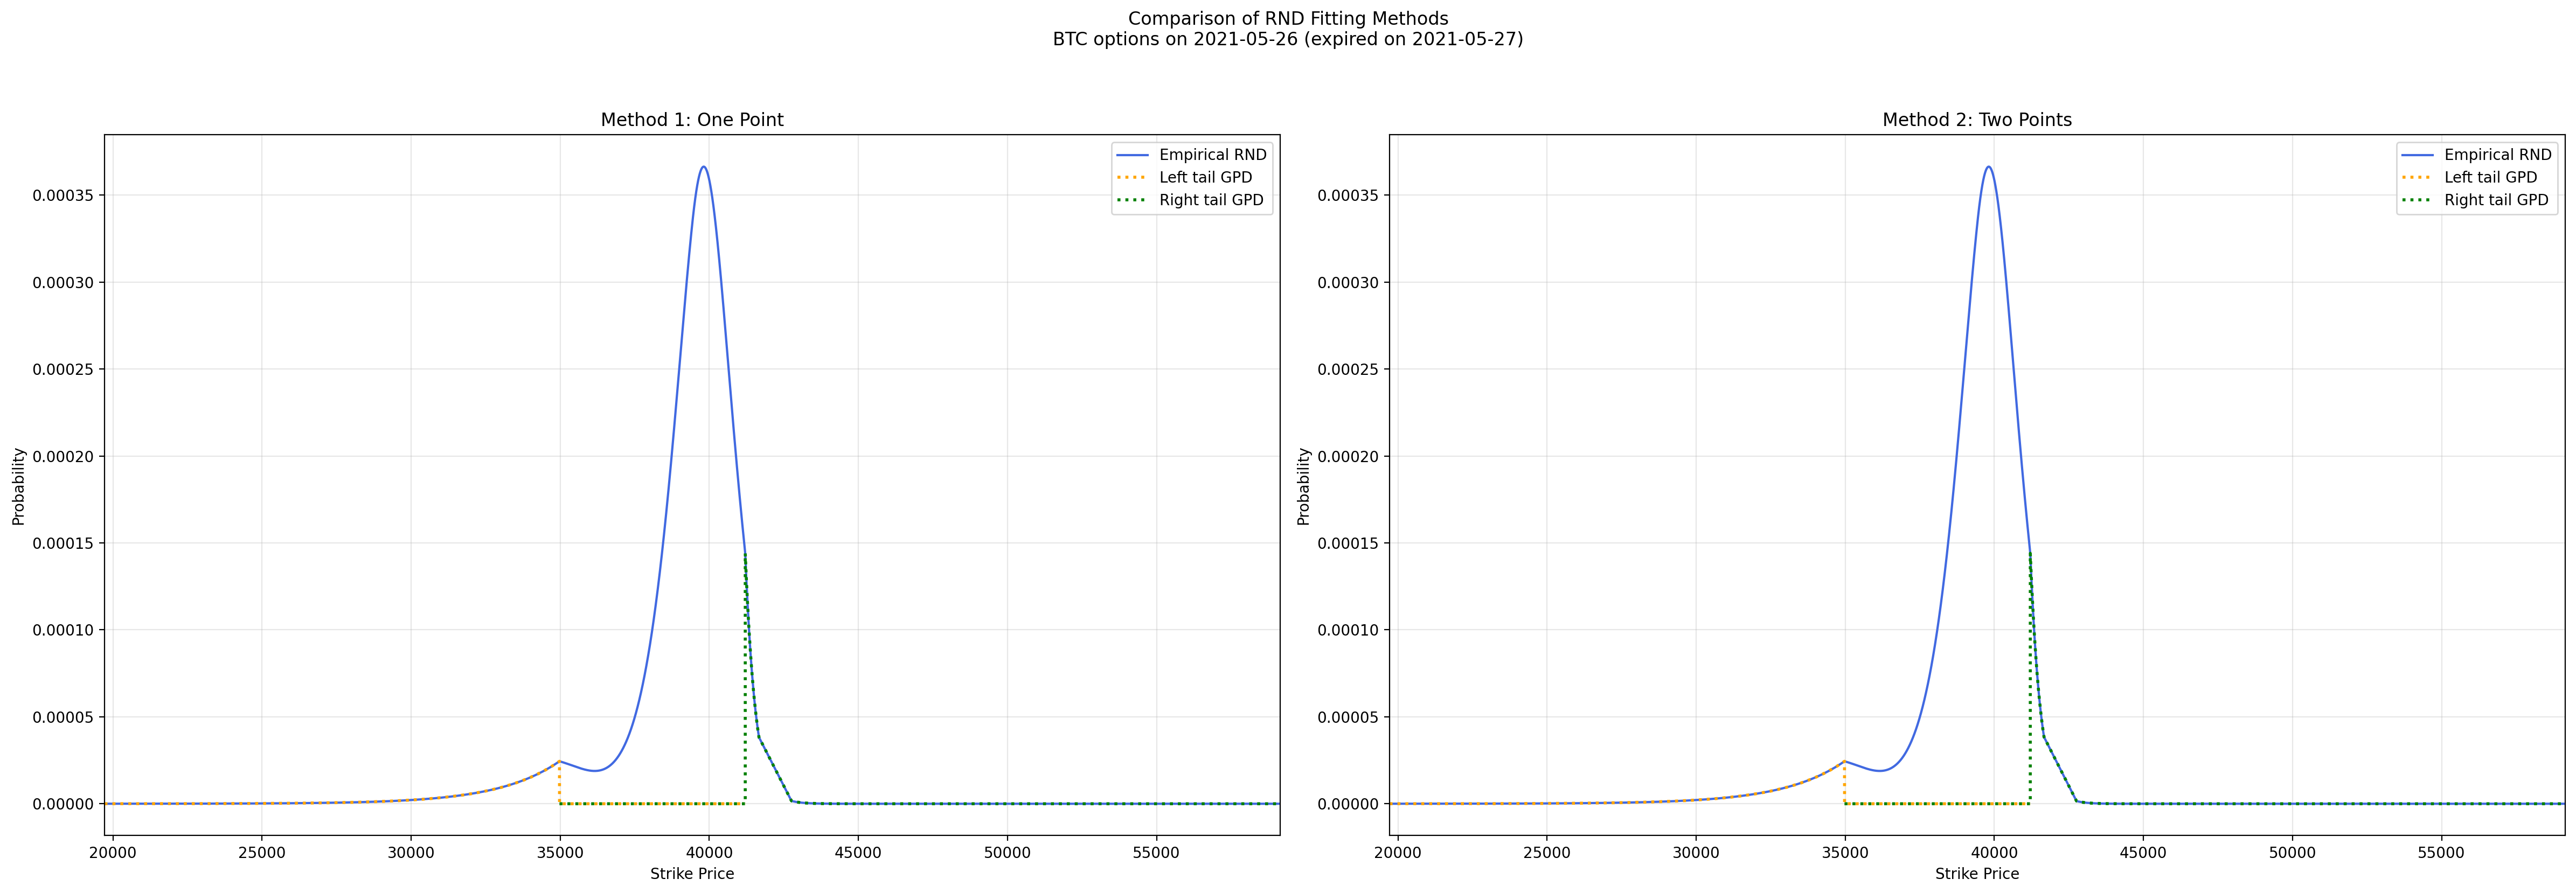 Comparison of RND Fitting Methods
BTC options on 2021-05-26 (expired on 2021-05-27)
Method 1: One Point
Empirical RND
Left tail GPD
Right tail GPD
Probability
0.00035
0.00030
0.00025
0.00020
0.00015
0.00010
0.00005
0.00000
20000 25000 30000 35000 40000 45000 50000 55000
Strike Price
Method 2: Two Points
Empirical RND
Left tail GPD
Right tail GPD
Probability
0.00035
0.00030
0.00025
0.00020
0.00015
0.00010
0.00005
0.00000
20000 25000 30000 35000 40000 45000 50000 55000
Strike Price